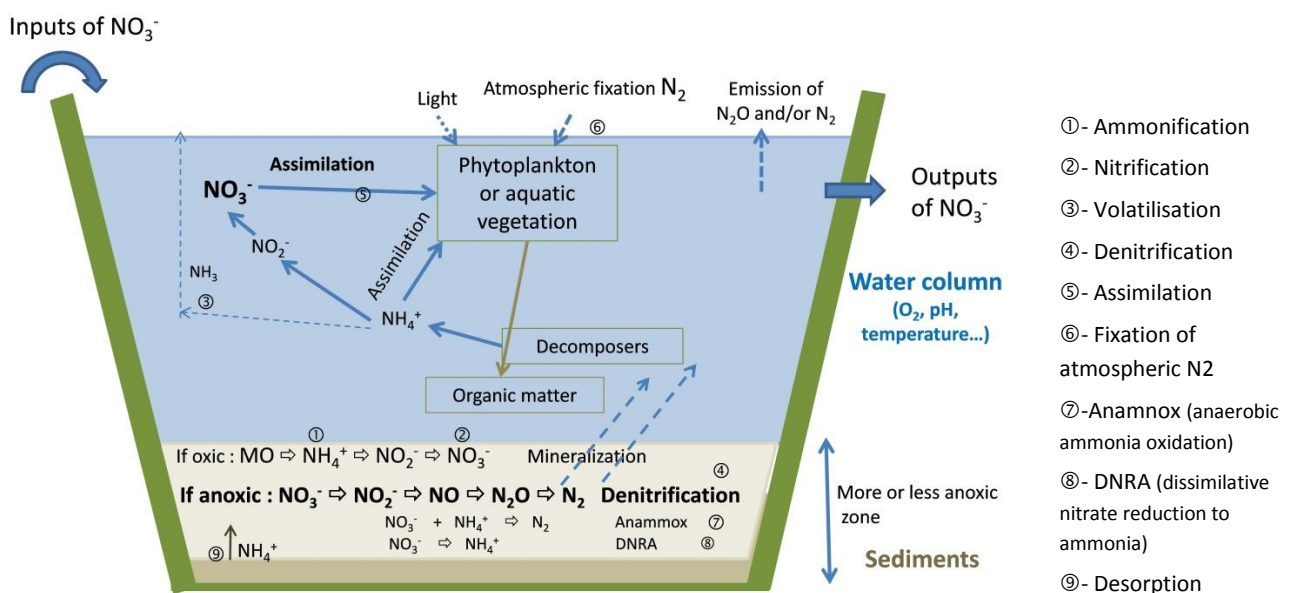 Inputs of NO₃⁻
Light
Atmospheric fixation N₂
⑥
Emission of
N₂O and/or N₂
Assimilation
NO₃⁻
⑤
Phytoplankton
or aquatic
vegetation
Outputs
of NO₃⁻
NO₂⁻
Assimilation
NH₃
③
NH₄⁺
Water column
(O₂, pH,
temperature...)
Decomposers
Organic matter
① ②
If oxic : MO ⇨ NH₄⁺ ⇨ NO₂⁻ ⇨ NO₃⁻ Mineralization
④
If anoxic : NO₃⁻ ⇨ NO₂⁻ ⇨ NO ⇨ N₂O ⇨ N₂ Denitrification
NO₃⁻ + NH₄⁺ ⇨ N₂ Anammox ⑦
NO₃⁻ ⇨ NH₄⁺ DNRA ⑧
⑨ NH₄⁺
More or less anoxic
zone
Sediments
①- Ammonification
②- Nitrification
③- Volatilisation
④- Denitrification
⑤- Assimilation
⑥- Fixation of
atmospheric N2
⑦-Anamnox (anaerobic
ammonia oxidation)
⑧- DNRA (dissimilative
nitrate reduction to
ammonia)
⑨- Desorption